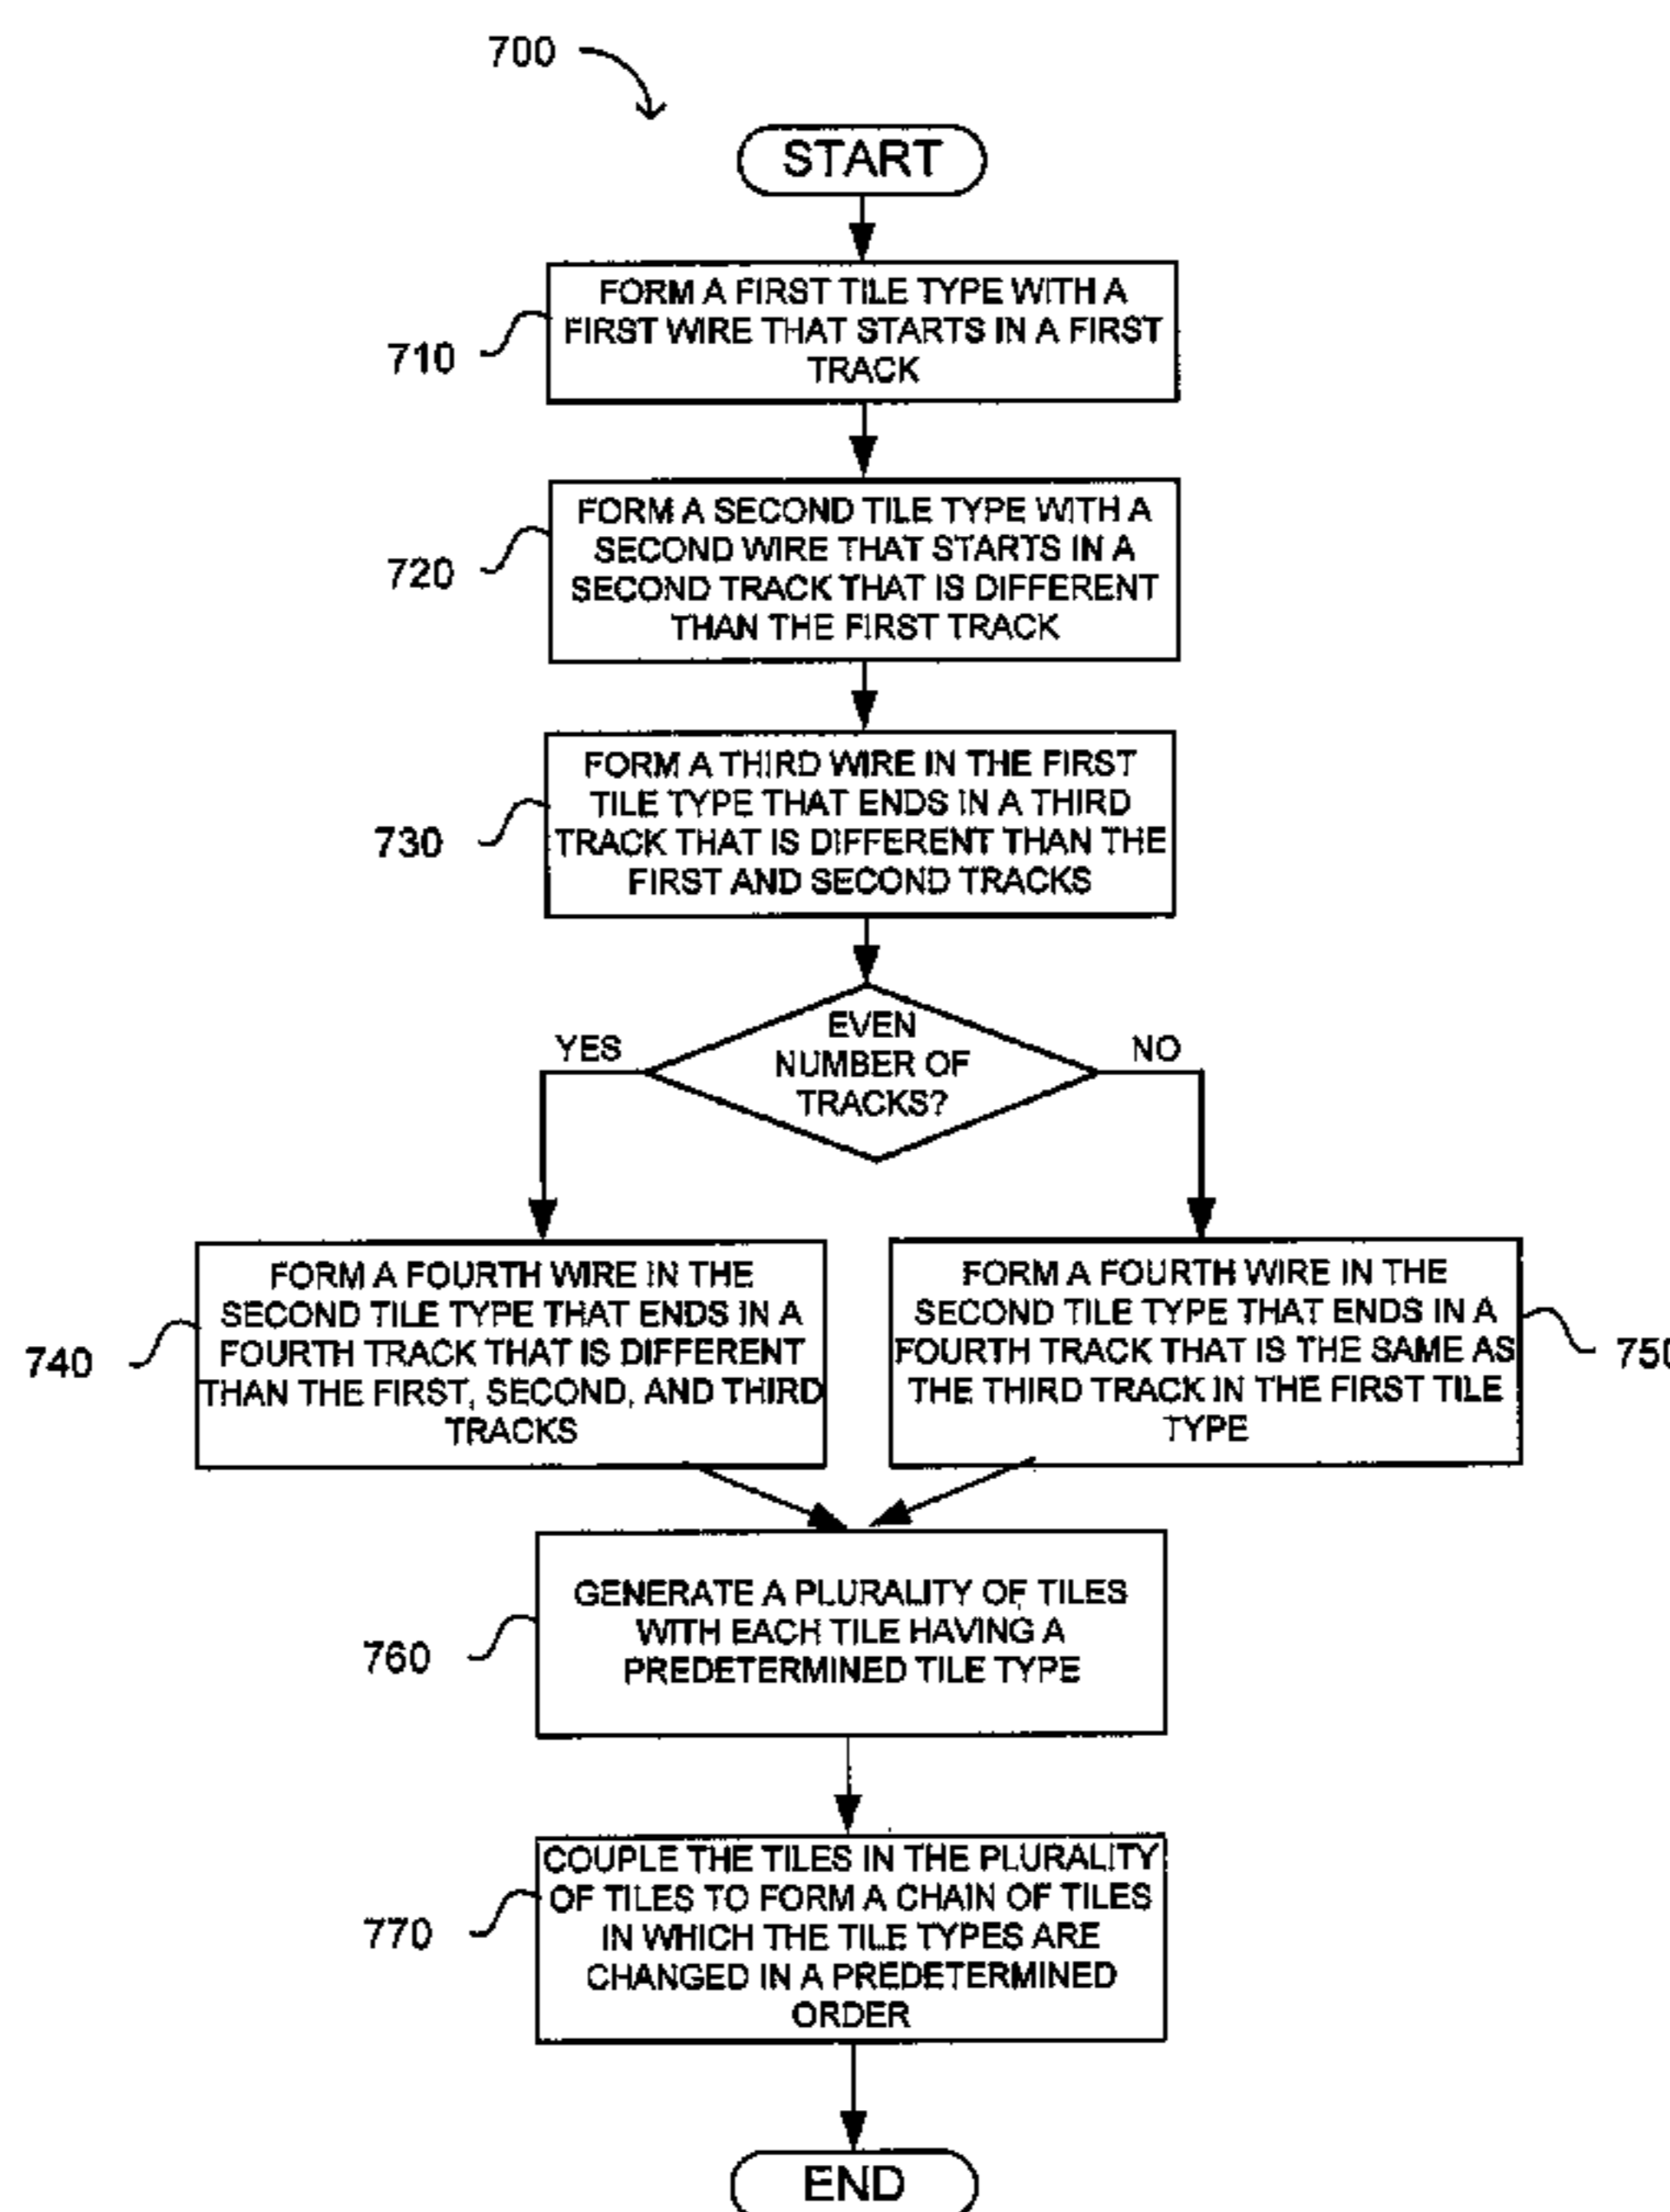 700
START
FORM A FIRST TILE TYPE WITH A
FIRST WIRE THAT STARTS IN A FIRST
TRACK
710
FORM A SECOND TILE TYPE WITH A
SECOND WIRE THAT STARTS IN A
SECOND TRACK THAT IS DIFFERENT
THAN THE FIRST TRACK
720
FORM A THIRD WIRE IN THE FIRST
TILE TYPE THAT ENDS IN A THIRD
TRACK THAT IS DIFFERENT THAN THE
FIRST AND SECOND TRACKS
730
EVEN
NUMBER OF
TRACKS?
YES
NO
FORM A FOURTH WIRE IN THE
SECOND TILE TYPE THAT ENDS IN A
FOURTH TRACK THAT IS DIFFERENT
THAN THE FIRST, SECOND, AND THIRD
TRACKS
740
FORM A FOURTH WIRE IN THE
SECOND TILE TYPE THAT ENDS IN A
FOURTH TRACK THAT IS THE SAME AS
THE THIRD TRACK IN THE FIRST TILE
TYPE
750
GENERATE A PLURALITY OF TILES
WITH EACH TILE HAVING A
PREDETERMINED TILE TYPE
760
COUPLE THE TILES IN THE PLURALITY
OF TILES TO FORM A CHAIN OF TILES
IN WHICH THE TILE TYPES ARE
CHANGED IN A PREDETERMINED
ORDER
770
END